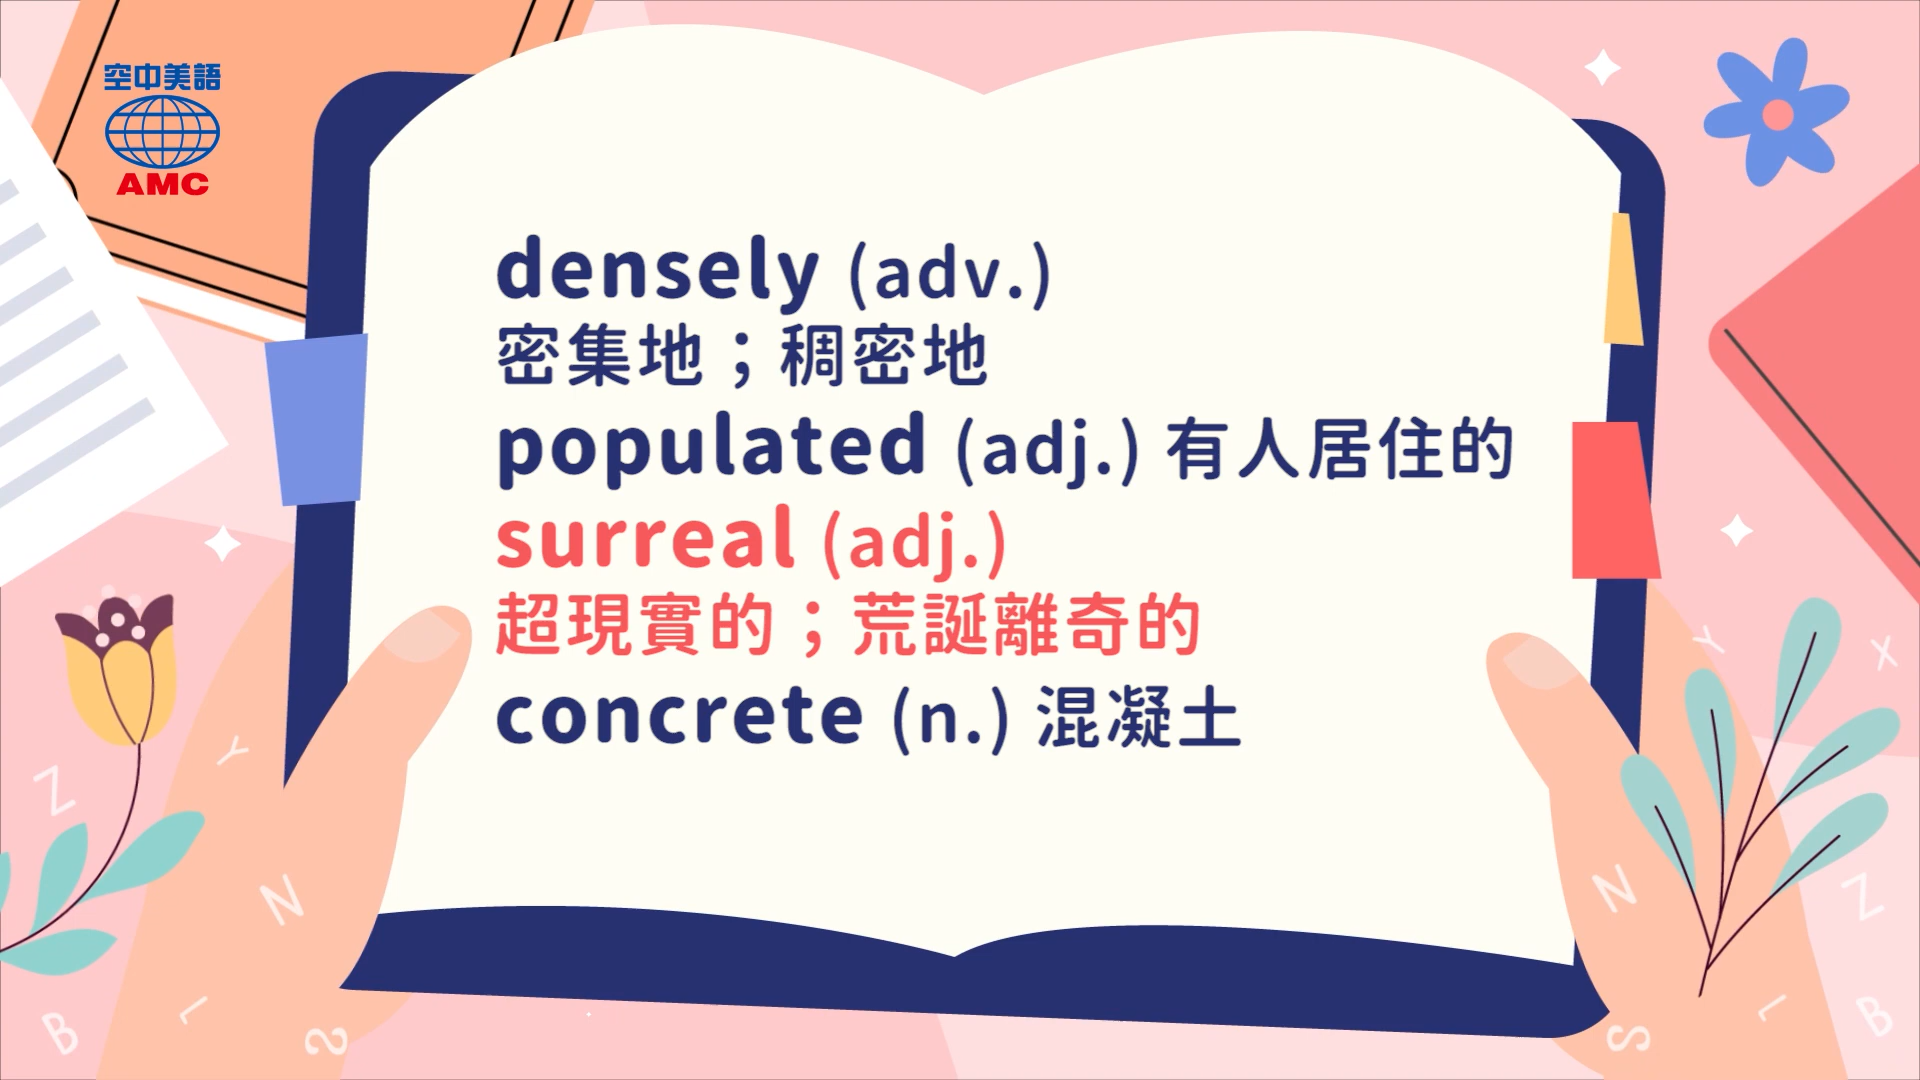 空中美語
AMC
densely (adv.)
密集地；稠密地
populated (adj.) 有人居住的
surreal (adj.)
超現實的；荒誕離奇的
concrete (n.) 混凝土
Y
Z
N
L
B
S
Y
X
N
Z
L
B
S